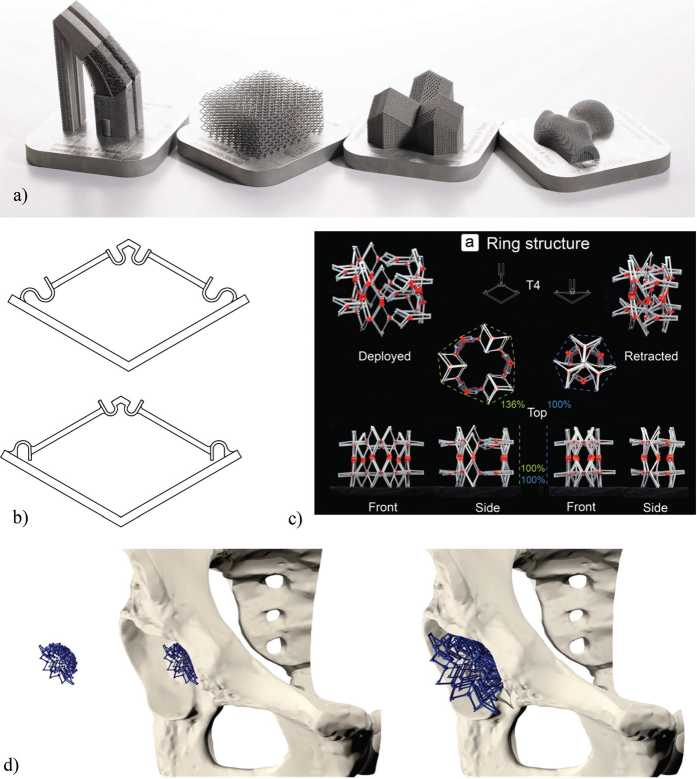 a)
b)
a Ring structure
T4
Deployed
Retracted
136%
100%
Top
100%
100%
Front
Side
Front
Side
c)
d)